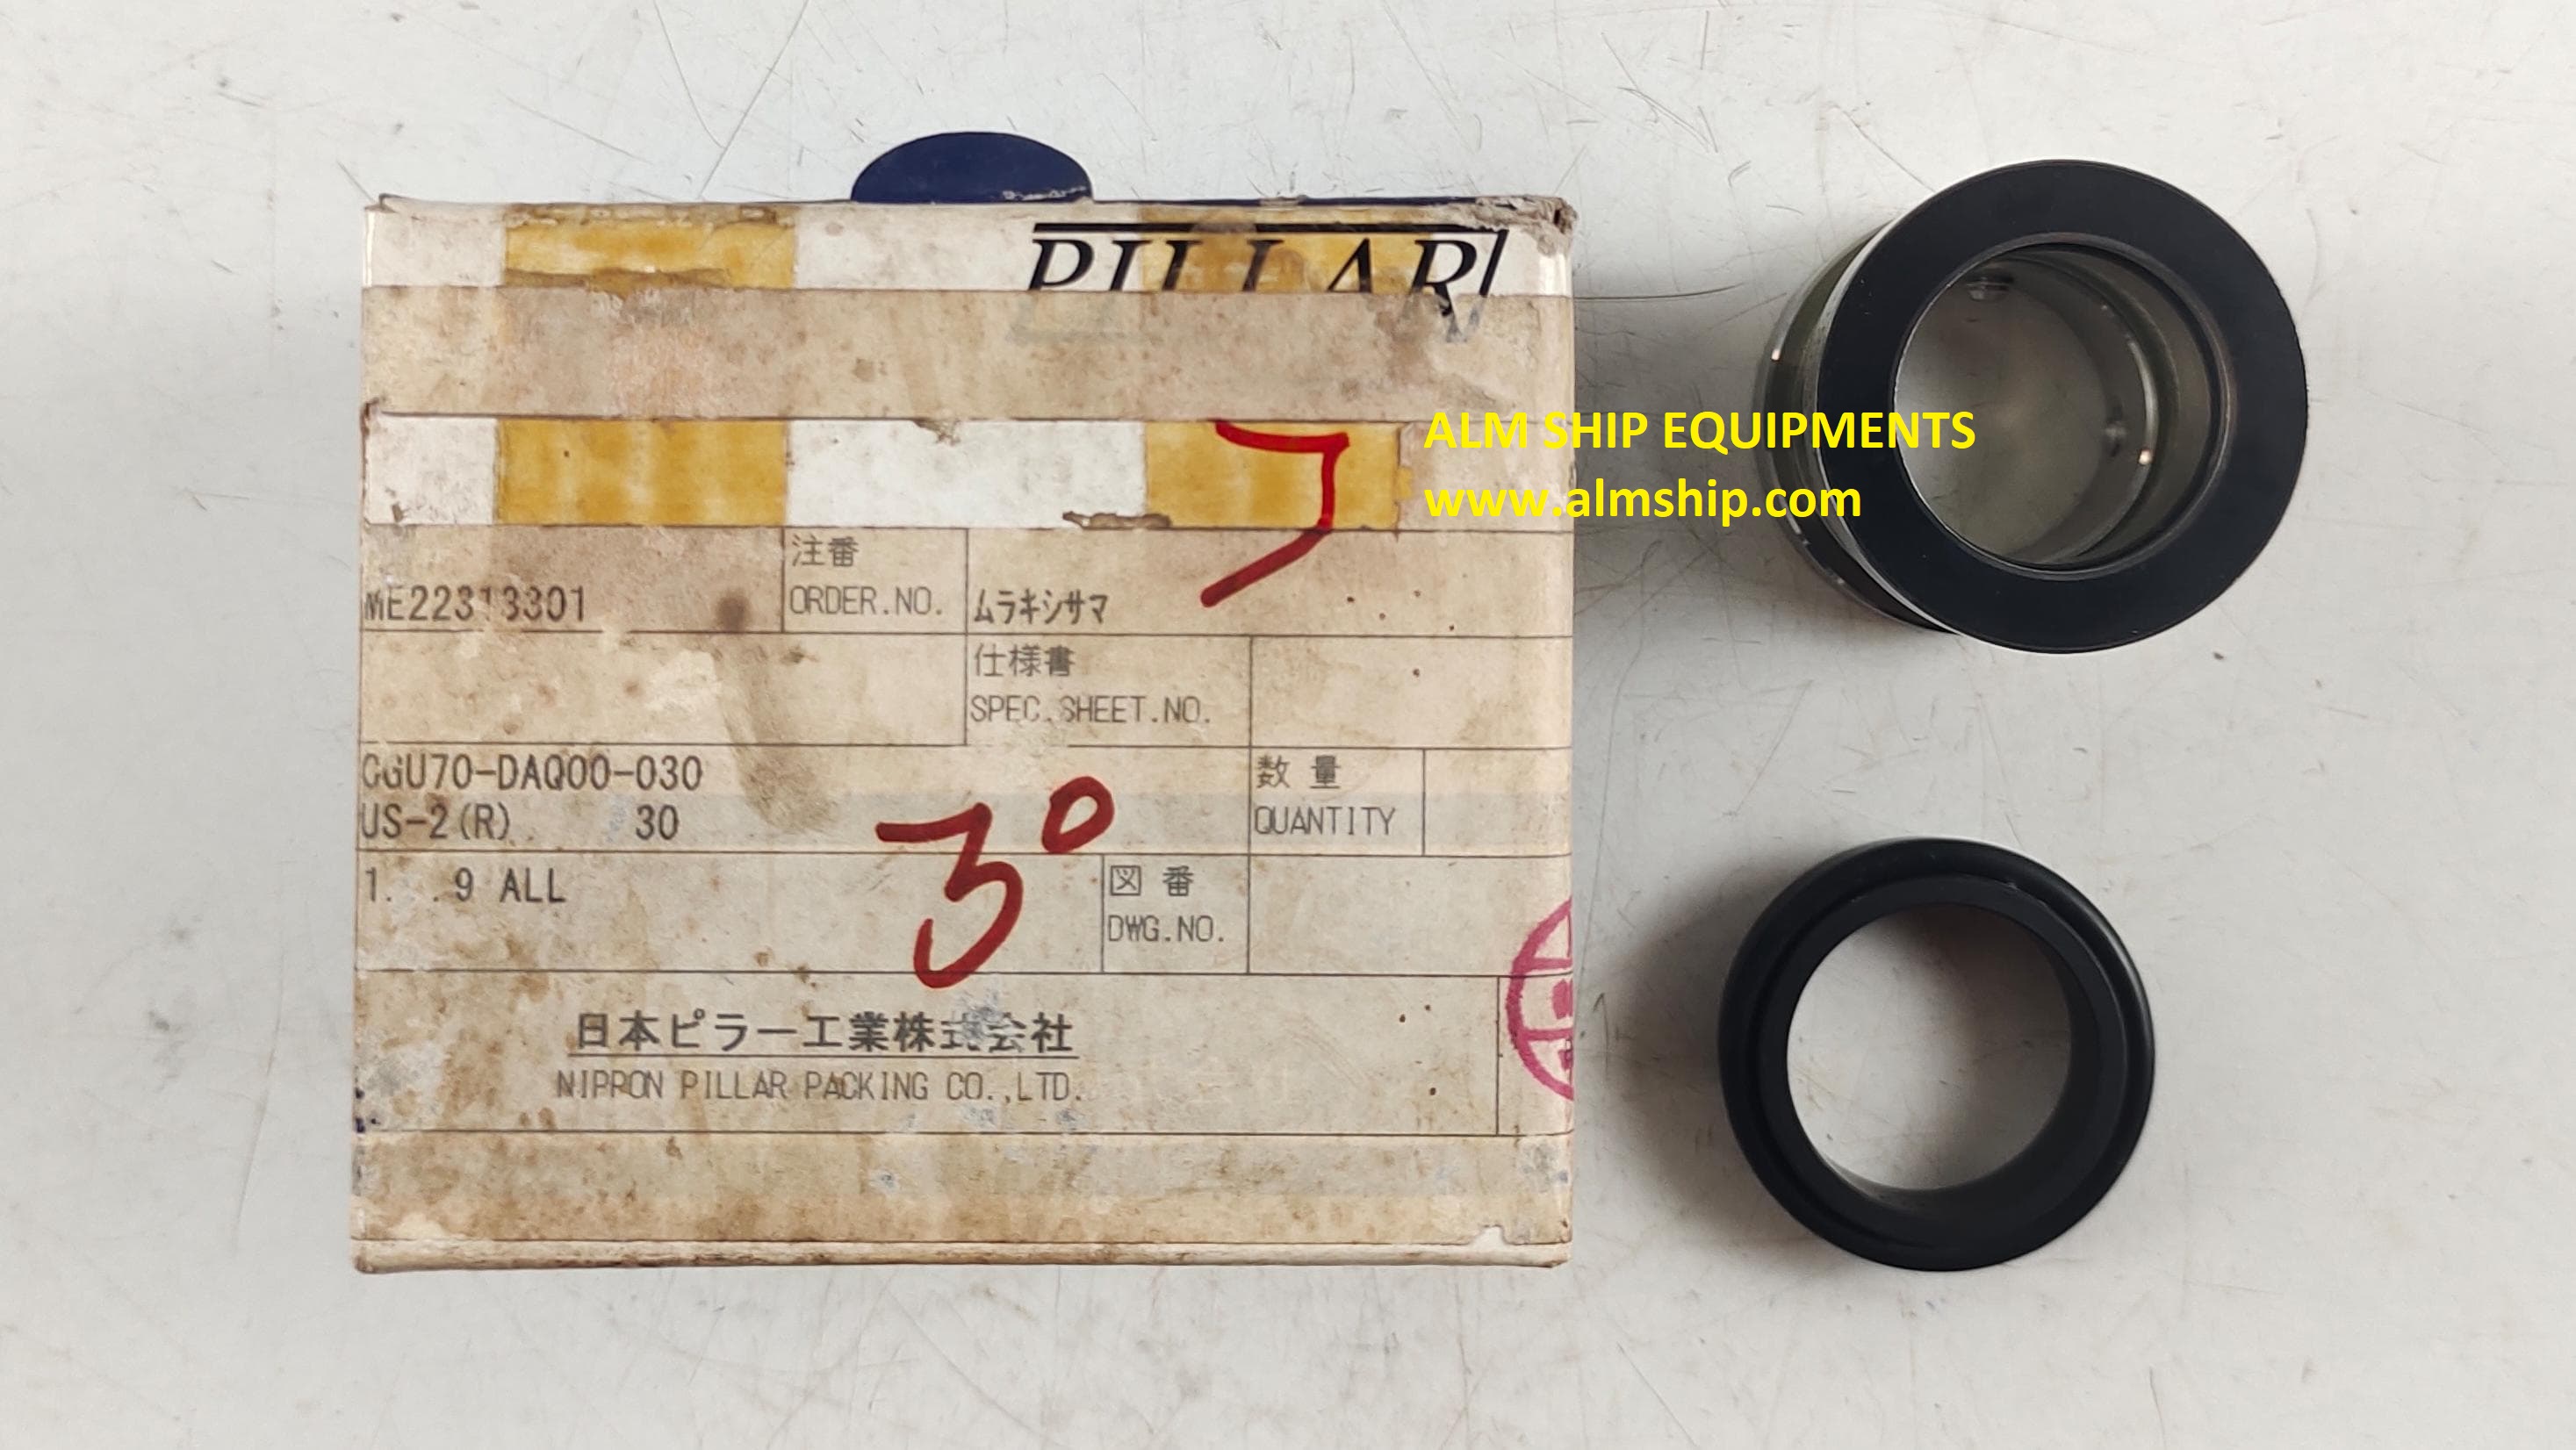 PILLAR
ALM SHIP EQUIPMENTS
www.almship.com
注番
ME22313301 ORDER.NO. ムラキシサマ
仕様書
SPEC.SHEET.NO.
CGU70-DAQ00-030 数 量
US-2(R) 30 QUANTITY
30
1. .9 ALL 図 番
DWG.NO.
日本ピラー工業株式会社
NIPPRON PILLAR PACKING CO.,LTD.